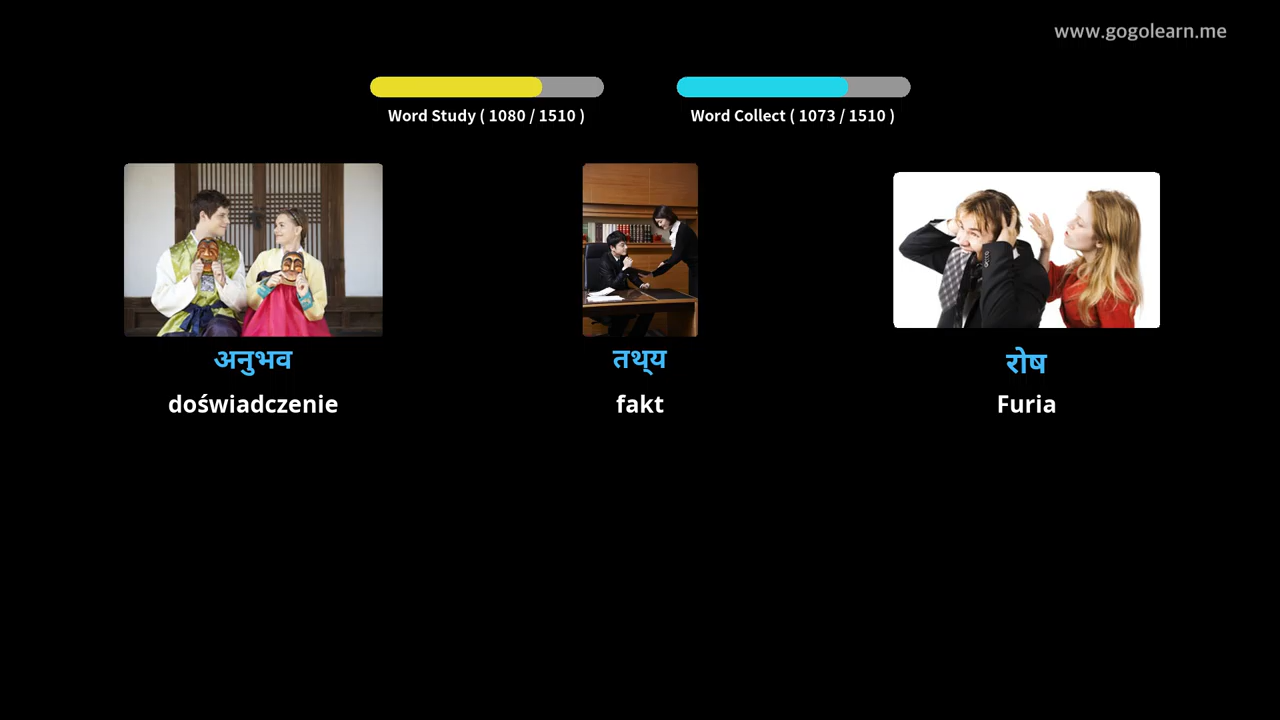 www.gogolearn.me
Word Study ( 1080 / 1510 )
Word Collect ( 1073 / 1510 )
अनुभव
तथ्य
रोष
doświadczenie
fakt
Furia